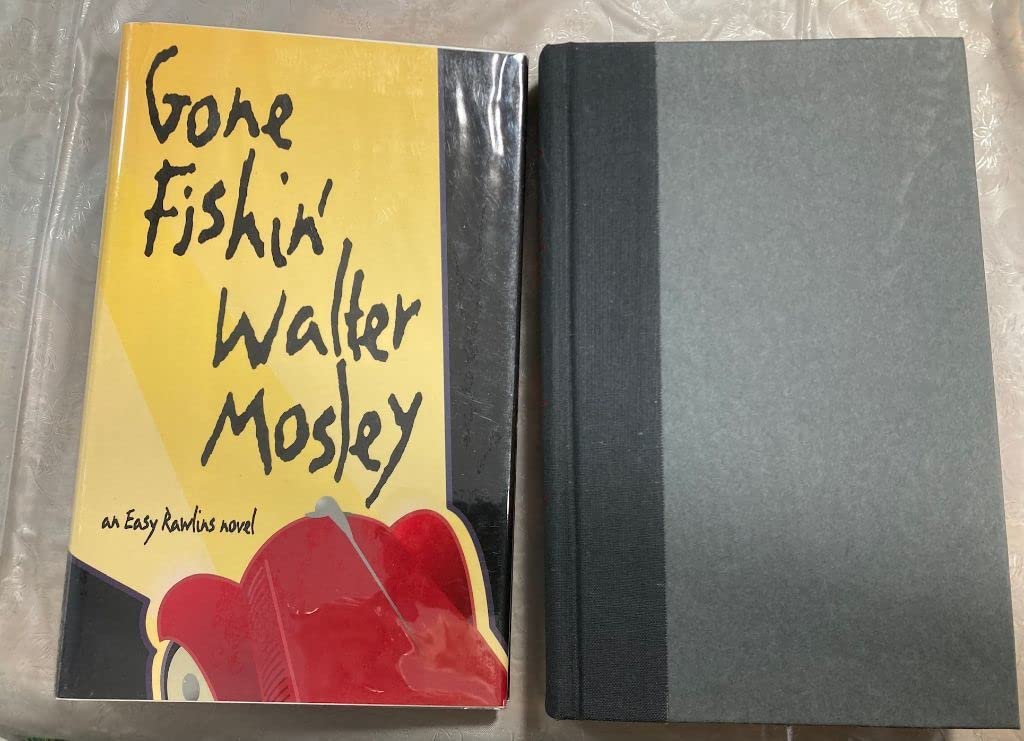 Gone
Fishin'
Walter
Mosley
an Easy Rawlins novel